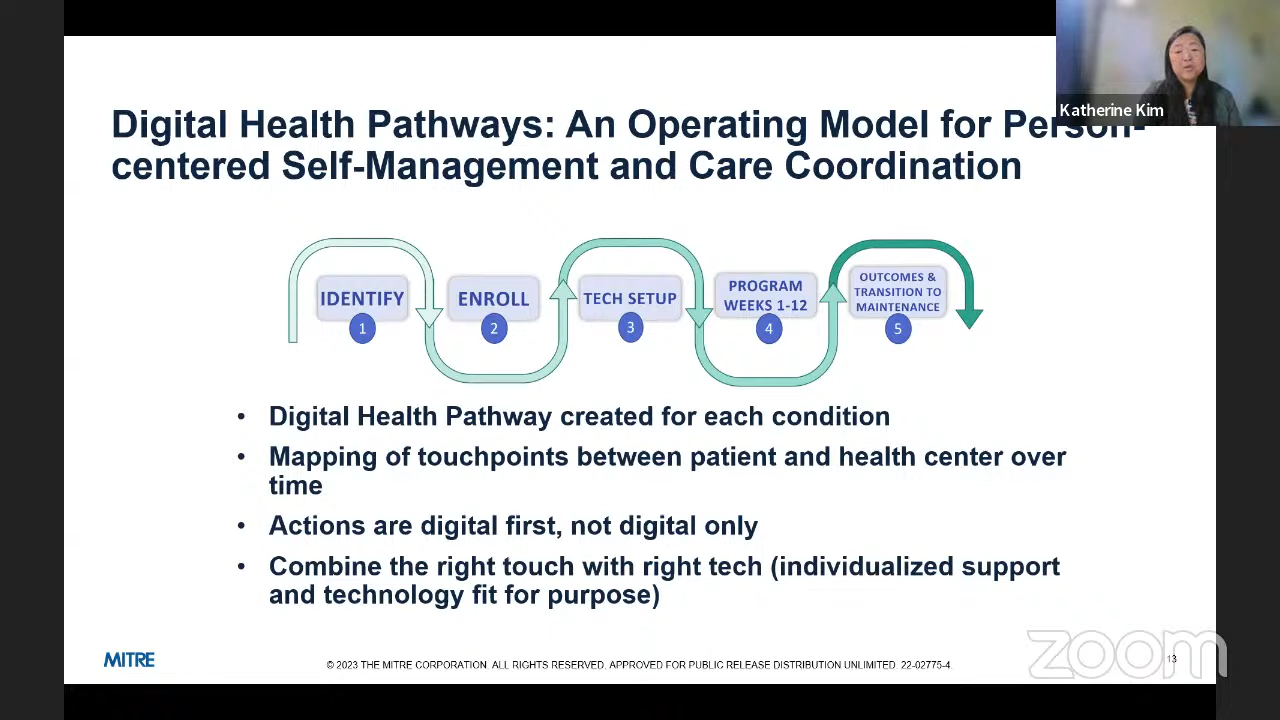 Katherine Kim
Digital Health Pathways: An Operating Model for Person-
centered Self-Management and Care Coordination
IDENTIFY
1
ENROLL
2
TECH SETUP
3
PROGRAM
WEEKS 1-12
4
OUTCOMES &
TRANSITION TO
MAINTENANCE
5
• Digital Health Pathway created for each condition
• Mapping of touchpoints between patient and health center over
time
• Actions are digital first, not digital only
• Combine the right touch with right tech (individualized support
and technology fit for purpose)
MITRE
© 2023 THE MITRE CORPORATION. ALL RIGHTS RESERVED. APPROVED FOR PUBLIC RELEASE DISTRIBUTION UNLIMITED. 22-02775-4.
13
zoom